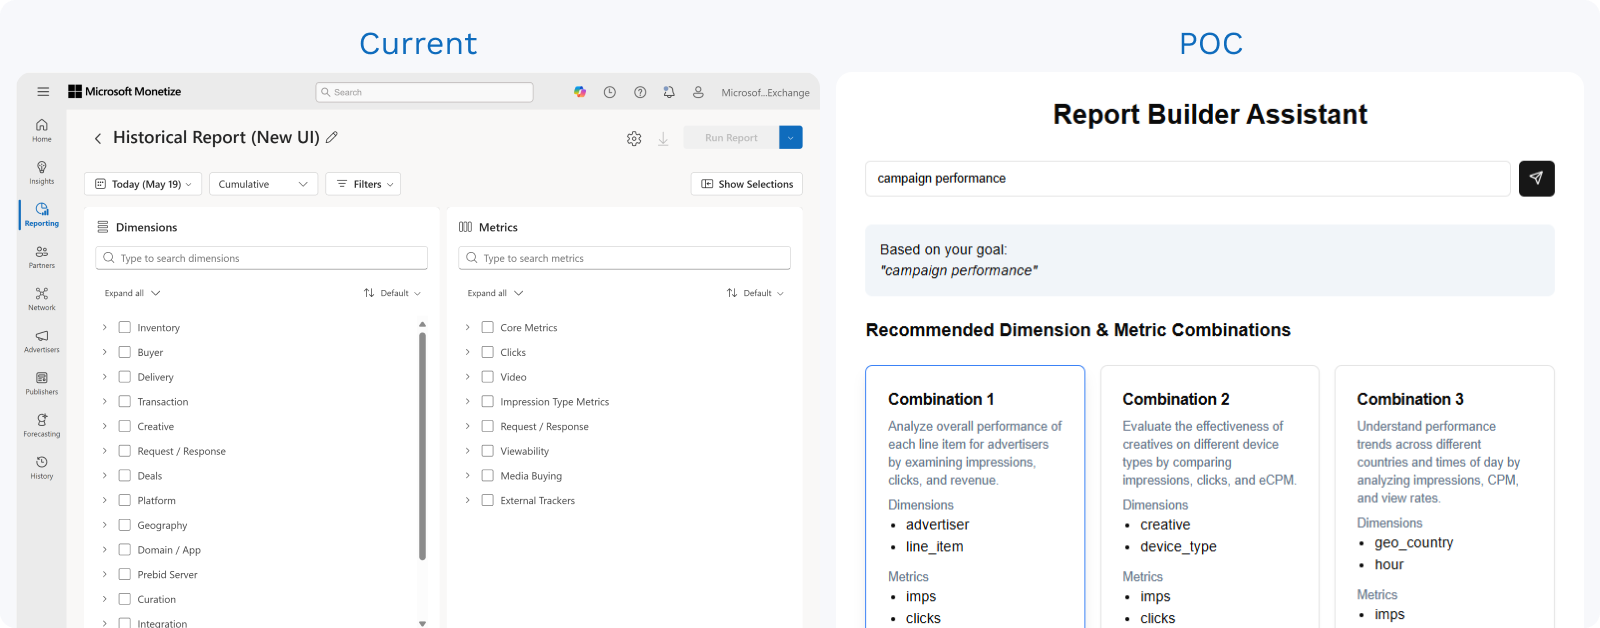 Current
Microsoft Monetize
Search
Microsof...Exchange
Home
Insights
Reporting
Partners
Network
Advertisers
Publishers
Forecasting
History
Historical Report (New UI)
Run Report
Today (May 19)
Cumulative
Filters
Show Selections
Dimensions
Type to search dimensions
Expand all
Default
Inventory
Buyer
Delivery
Transaction
Creative
Request / Response
Deals
Platform
Geography
Domain / App
Prebid Server
Curation
Integration
Metrics
Type to search metrics
Expand all
Default
Core Metrics
Clicks
Video
Impression Type Metrics
Request / Response
Viewability
Media Buying
External Trackers
POC
Report Builder Assistant
campaign performance
Based on your goal:
"campaign performance"
Recommended Dimension & Metric Combinations
Combination 1
Analyze overall performance of
each line item for advertisers
by examining impressions,
clicks, and revenue.
Dimensions
• advertiser
• line_item
Metrics
• imps
• clicks
Combination 2
Evaluate the effectiveness of
creatives on different device
types by comparing
impressions, clicks, and eCPM.
Dimensions
• creative
• device_type
Metrics
• imps
• clicks
Combination 3
Understand performance
trends across different
countries and times of day by
analyzing impressions, CPM,
and view rates.
Dimensions
• geo_country
• hour
Metrics
• imps